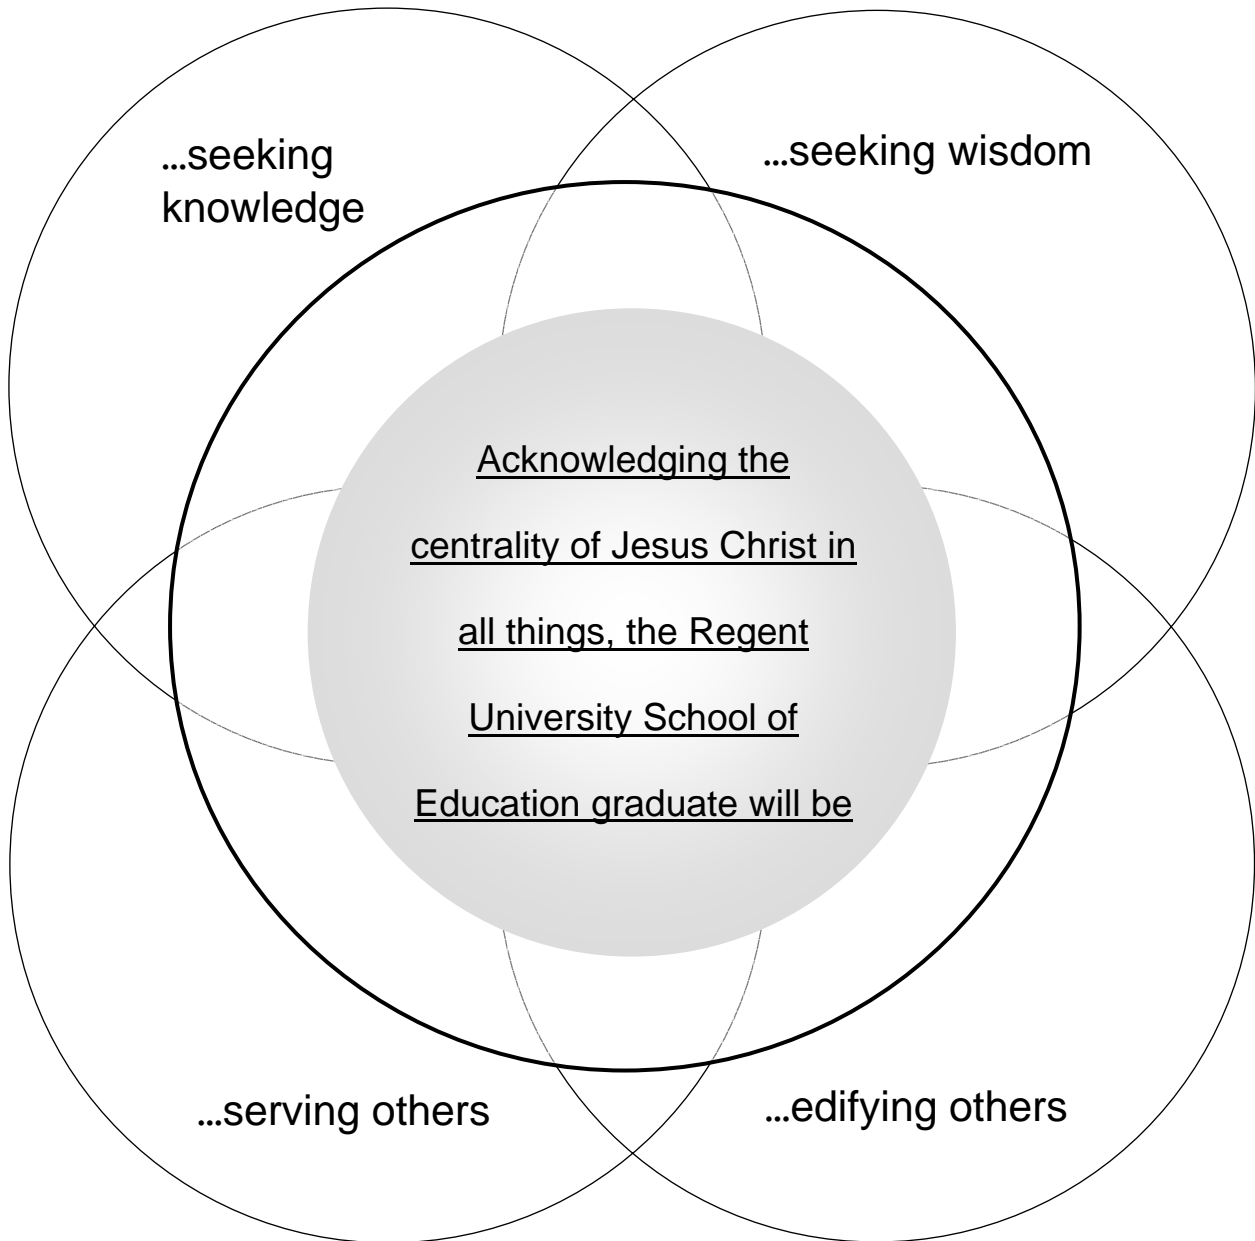 ...seeking
knowledge
...seeking wisdom
Acknowledging the
centrality of Jesus Christ in
all things, the Regent
University School of
Education graduate will be
...serving others
...edifying others